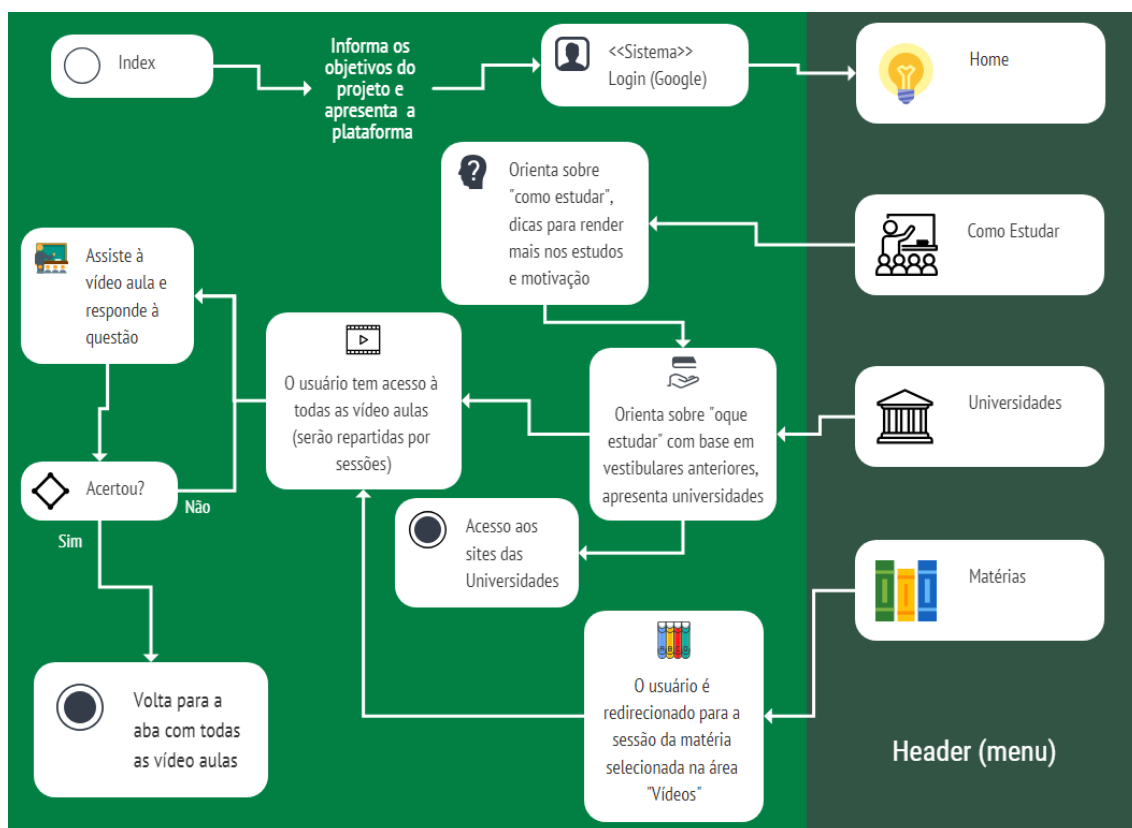 Index
Informa os
objetivos do
projeto e
apresenta a
plataforma
<<Sistema>>
Login (Google)
Home
Orienta sobre
"como estudar",
dicas para render
mais nos estudos
e motivação
Como Estudar
Assiste à
vídeo aula e
responde à
questão
O usuário tem acesso à
todas as vídeo aulas
(serão repartidas por
sessões)
Orienta sobre "oque
estudar" com base em
vestibulares anteriores,
apresenta universidades
Universidades
Acertou?
Não
Sim
Acesso aos
sites das
Universidades
Matérias
Volta para a
aba com todas
as vídeo aulas
O usuário é
redirecionado para a
sessão da matéria
selecionada na área
"Vídeos"
Header (menu)